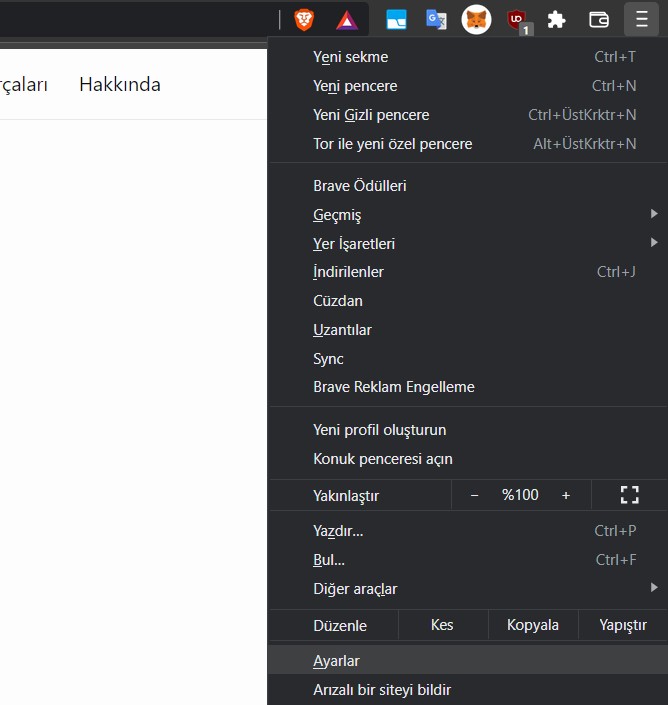 1
rçaları Hakkında
Yeni sekme Ctrl+T
Yeni pencere Ctrl+N
Yeni Gizli pencere Ctrl+ÜstKrktr+N
Tor ile yeni özel pencere Alt+ÜstKrktr+N
Brave Ödülleri
Geçmiş
Yer İşaretleri
İndirilenler Ctrl+J
Cüzdan
Uzantılar
Sync
Brave Reklam Engelleme
Yeni profil oluşturun
Konuk penceresi açın
Yakınlaştır − %100 +
Yazdır... Ctrl+P
Bul... Ctrl+F
Diğer araçlar
Düzenle Kes Kopyala Yapıştır
Ayarlar
Arızalı bir siteyi bildir